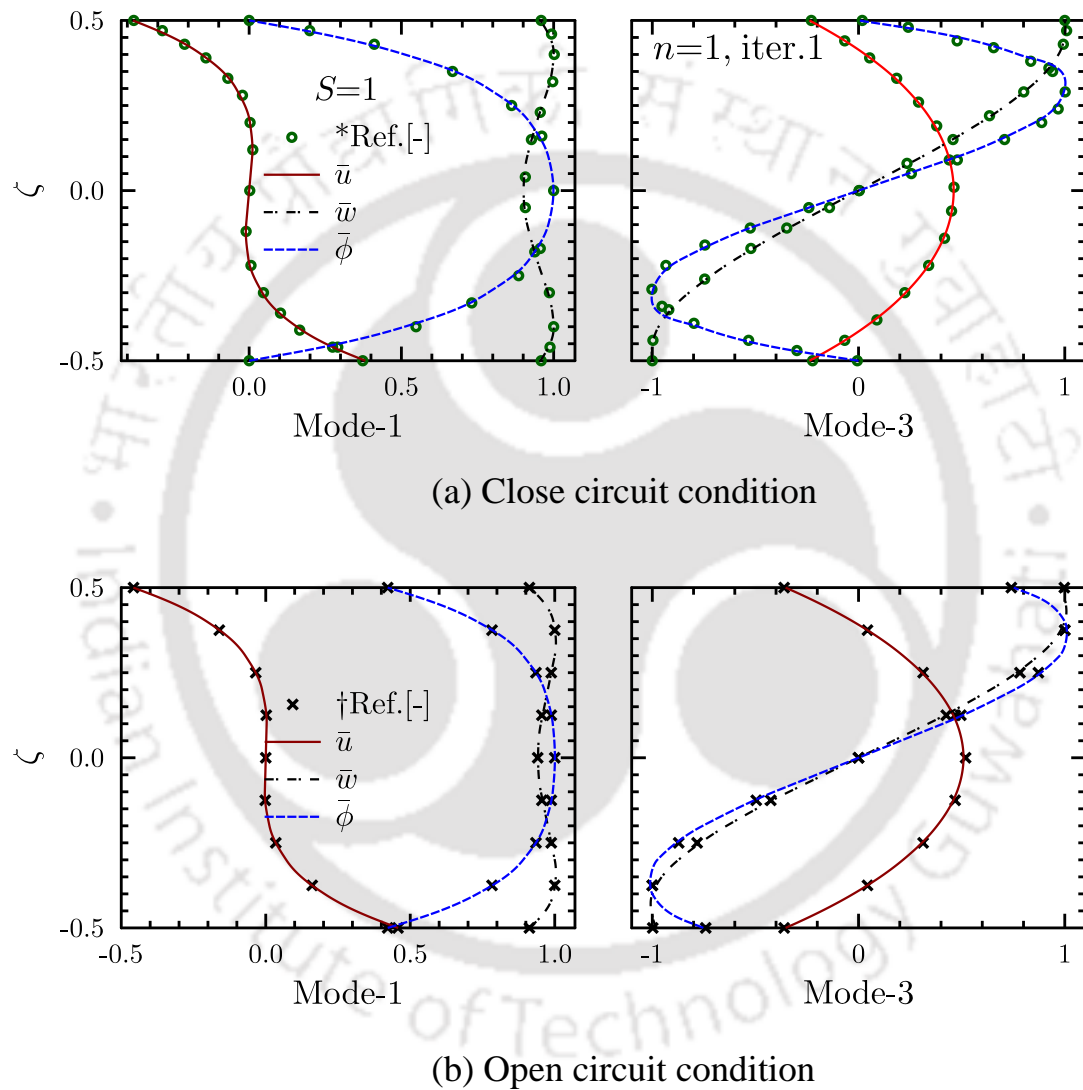 0.5
0.0
-0.5
ζ
S=1
*Ref.[-]
ū
w̄
ϕ̄
0.0 0.5 1.0
Mode-1
n=1, iter.1
-1 0 1
Mode-3
(a) Close circuit condition
0.5
0.0
-0.5
ζ
†Ref.[-]
ū
w̄
ϕ̄
-0.5 0.0 0.5 1.0
Mode-1
-1 0 1
Mode-3
(b) Open circuit condition
Indian Institute of Technology Guwahati